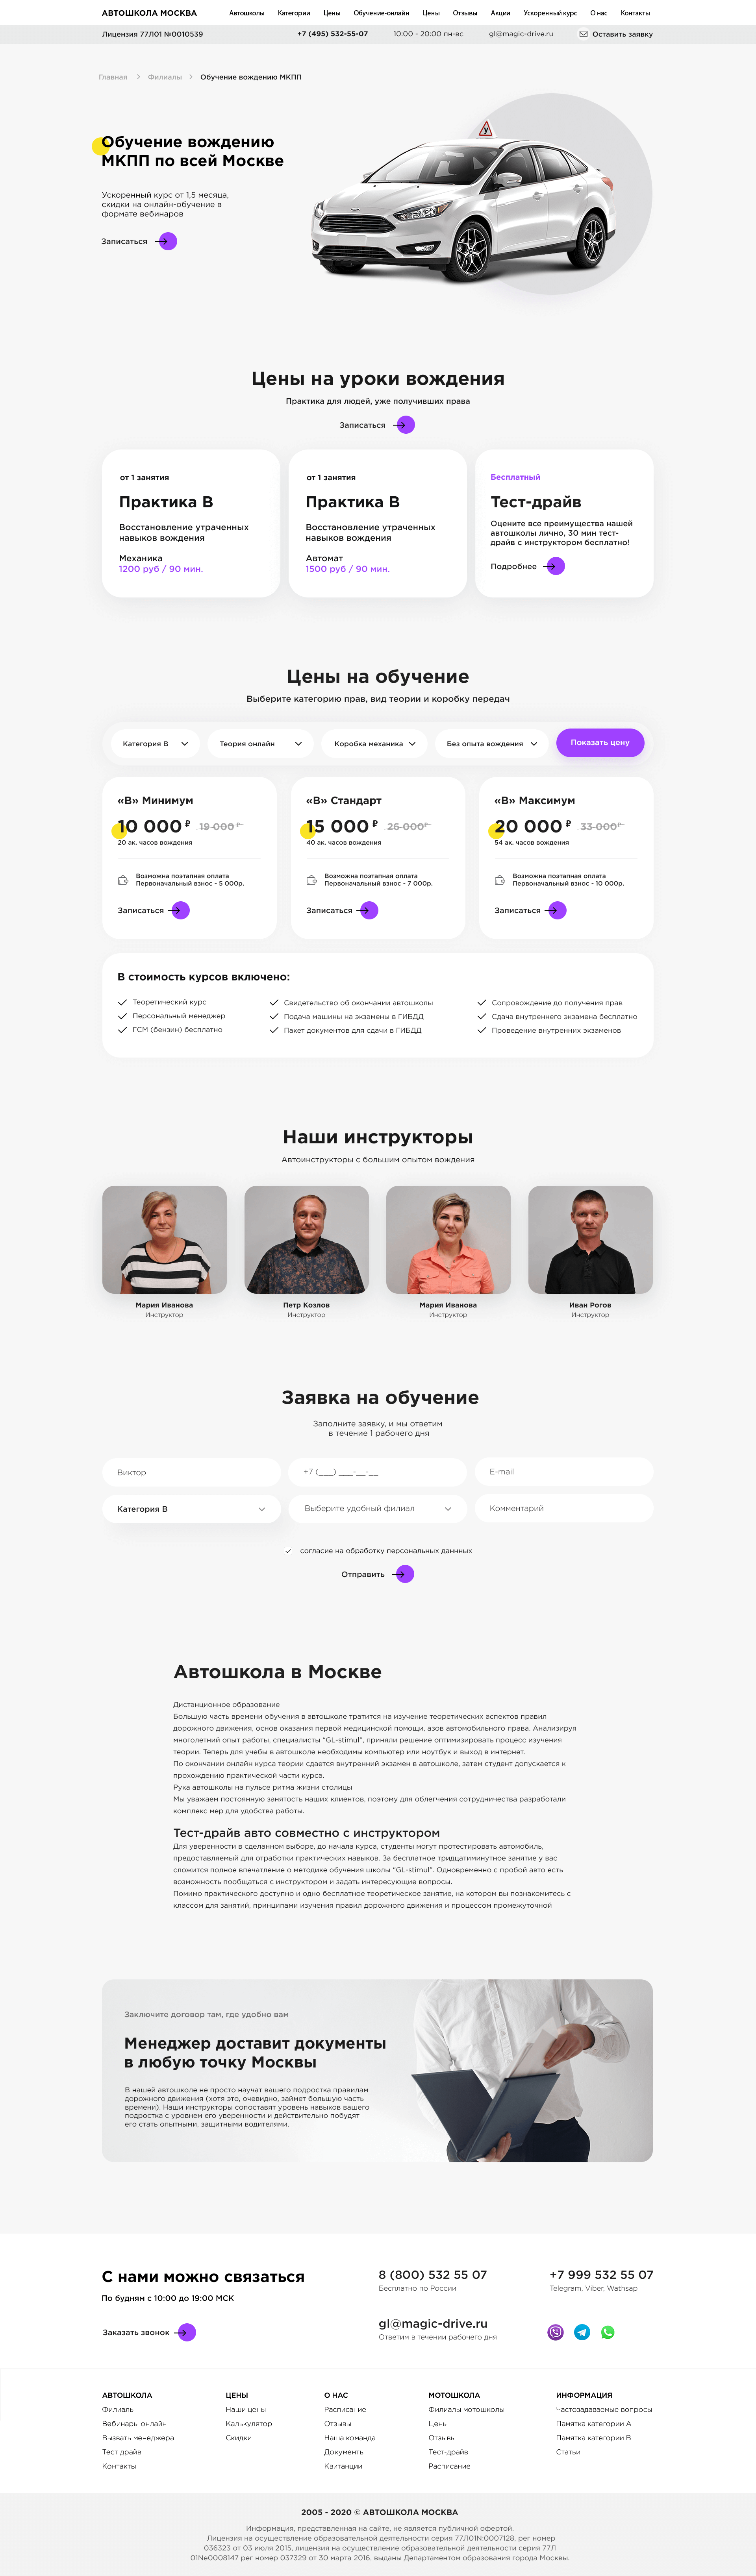 АВТОШКОЛА МОСКВА
Автошколы Категории Цены Обучение-онлайн Цены Отзывы Акции Ускоренный курс О нас Контакты
Лицензия 77Л01 №0010539 +7 (495) 532-55-07 10:00 - 20:00 пн-вс gl@magic-drive.ru Оставить заявку
Главная Филиалы Обучение вождению МКПП
Обучение вождению
МКПП по всей Москве
Ускоренный курс от 1,5 месяца,
скидки на онлайн-обучение в
формате вебинаров
Записаться
У
Цены на уроки вождения
Практика для людей, уже получивших права
Записаться
от 1 занятия
Практика В
Восстановление утраченных
навыков вождения
Механика
1200 руб / 90 мин.
от 1 занятия
Практика В
Восстановление утраченных
навыков вождения
Автомат
1500 руб / 90 мин.
Бесплатный
Тест-драйв
Оцените все преимущества нашей
автошколы лично, 30 мин тест-
драйв с инструктором бесплатно!
Подробнее
Цены на обучение
Выберите категорию прав, вид теории и коробку передач
Категория В Теория онлайн Коробка механика Без опыта вождения Показать цену
«В» Минимум
10 000 ₽ 19 000 ₽
20 ак. часов вождения
Возможна поэтапная оплата
Первоначальный взнос - 5 000р.
Записаться
«В» Стандарт
15 000 ₽ 26 000₽
40 ак. часов вождения
Возможна поэтапная оплата
Первоначальный взнос - 7 000р.
Записаться
«В» Максимум
20 000 ₽ 33 000₽
54 ак. часов вождения
Возможна поэтапная оплата
Первоначальный взнос - 10 000р.
Записаться
В стоимость курсов включено:
Теоретический курс
Персональный менеджер
ГСМ (бензин) бесплатно
Свидетельство об окончании автошколы
Подача машины на экзамены в ГИБДД
Пакет документов для сдачи в ГИБДД
Сопровождение до получения прав
Сдача внутреннего экзамена бесплатно
Проведение внутренних экзаменов
Наши инструкторы
Автоинструкторы с большим опытом вождения
Мария Иванова
Инструктор
Петр Козлов
Инструктор
Мария Иванова
Инструктор
Иван Рогов
Инструктор
Заявка на обучение
Заполните заявку, и мы ответим
в течение 1 рабочего дня
Виктор +7 (___) ___-__-__ E-mail
Категория В Выберите удобный филиал Комментарий
согласие на обработку персональных даннных
Отправить
Автошкола в Москве
Дистанционное образование
Большую часть времени обучения в автошколе тратится на изучение теоретических аспектов правил
дорожного движения, основ оказания первой медицинской помощи, азов автомобильного права. Анализируя
многолетний опыт работы, специалисты “GL-stimul”, приняли решение оптимизировать процесс изучения
теории. Теперь для учебы в автошколе необходимы компьютер или ноутбук и выход в интернет.
По окончании онлайн курса теории сдается внутренний экзамен в автошколе, затем студент допускается к
прохождению практической части курса.
Рука автошколы на пульсе ритма жизни столицы
Мы уважаем постоянную занятость наших клиентов, поэтому для облегчения сотрудничества разработали
комплекс мер для удобства работы.
Тест-драйв авто совместно с инструктором
Для уверенности в сделанном выборе, до начала курса, студенты могут протестировать автомобиль,
предоставляемый для отработки практических навыков. За бесплатное тридцатиминутное занятие у вас
сложится полное впечатление о методике обучения школы “GL-stimul”. Одновременно с пробой авто есть
возможность пообщаться с инструктором и задать интересующие вопросы.
Помимо практического доступно и одно бесплатное теоретическое занятие, на котором вы познакомитесь с
классом для занятий, принципами изучения правил дорожного движения и процессом промежуточной
Заключите договор там, где удобно вам
Менеджер доставит документы
в любую точку Москвы
В нашей автошколе не просто научат вашего подростка правилам
дорожного движения (хотя это, очевидно, займет большую часть
времени). Наши инструкторы сопоставят уровень навыков вашего
подростка с уровнем его уверенности и действительно побудят
его стать опытными, защитными водителями.
С нами можно связаться
По будням с 10:00 до 19:00 МСК
Заказать звонок
8 (800) 532 55 07
Бесплатно по России
+7 999 532 55 07
Telegram, Viber, Wathsap
gl@magic-drive.ru
Ответим в течении рабочего дня
АВТОШКОЛА
Филиалы
Вебинары онлайн
Вызвать менеджера
Тест драйв
Контакты
ЦЕНЫ
Наши цены
Калькулятор
Скидки
О НАС
Расписание
Отзывы
Наша команда
Документы
Квитанции
МОТОШКОЛА
Филиалы мотошколы
Цены
Отзывы
Тест-драйв
Расписание
ИНФОРМАЦИЯ
Частозадаваемые вопросы
Памятка категории А
Памятка категории В
Статьи
2005 - 2020 © АВТОШКОЛА МОСКВА
Информация, представленная на сайте, не является публичной офертой.
Лицензия на осуществление образовательной деятельности серия 77Л01N:0007128, рег номер
036323 от 03 июля 2015, лицензия на осуществление образовательной деятельности серия 77Л
01Ne0008147 рег номер 037329 от 30 марта 2016, выданы Департаментом образования города Москвы.